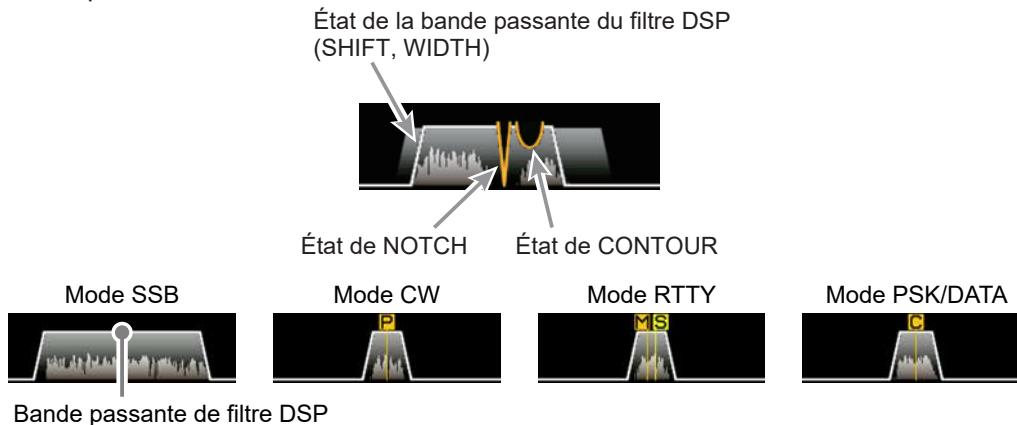 État de la bande passante du filtre DSP
(SHIFT, WIDTH)
État de NOTCH
État de CONTOUR
Mode SSB
Mode CW
Mode RTTY
Mode PSK/DATA
P
M S
C
Bande passante de filtre DSP